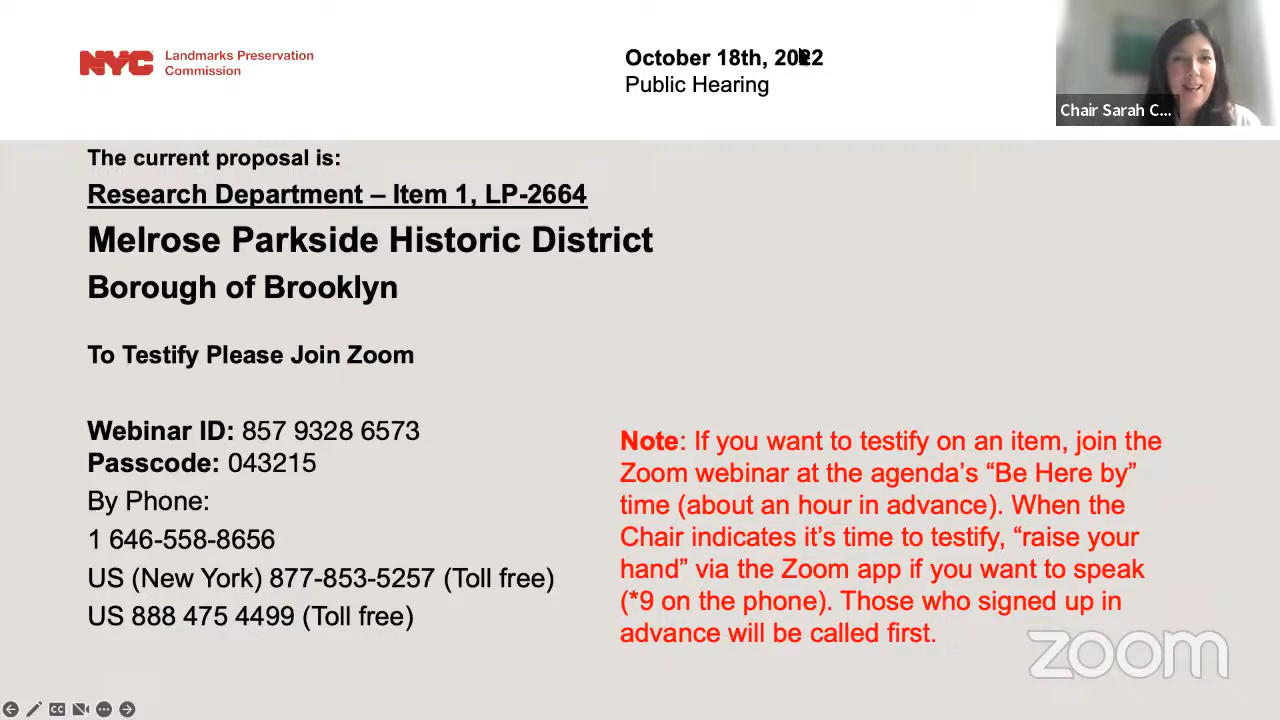 NYC Landmarks Preservation
Commission
October 18th, 2022
Public Hearing
Chair Sarah C...
The current proposal is:
Research Department – Item 1, LP-2664
Melrose Parkside Historic District
Borough of Brooklyn
To Testify Please Join Zoom
Webinar ID: 857 9328 6573
Passcode: 043215
By Phone:
1 646-558-8656
US (New York) 877-853-5257 (Toll free)
US 888 475 4499 (Toll free)
Note: If you want to testify on an item, join the
Zoom webinar at the agenda’s “Be Here by”
time (about an hour in advance). When the
Chair indicates it’s time to testify, “raise your
hand” via the Zoom app if you want to speak
(*9 on the phone). Those who signed up in
advance will be called first.
zoom
CC